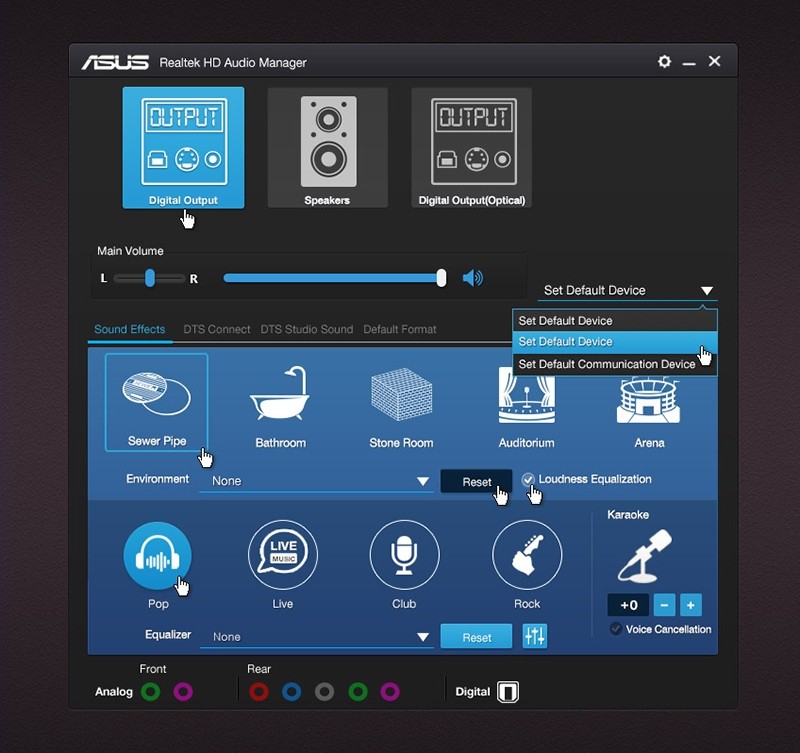 ASUS Realtek HD Audio Manager
OUTPUT
OUTPUT
Digital Output
Speakers
Digital Output(Optical)
Main Volume
L
R
Set Default Device
Set Default Device
Set Default Device
Set Default Communication Device
Sound Effects
DTS Connect
DTS Studio Sound
Default Format
Sewer Pipe
Bathroom
Stone Room
Auditorium
Arena
Environment
None
Reset
Loudness Equalization
Karaoke
LIVE
MUSIC
Pop
Live
Club
Rock
+0
-
+
Voice Cancellation
Equalizer
None
Reset
Front
Rear
Analog
Digital